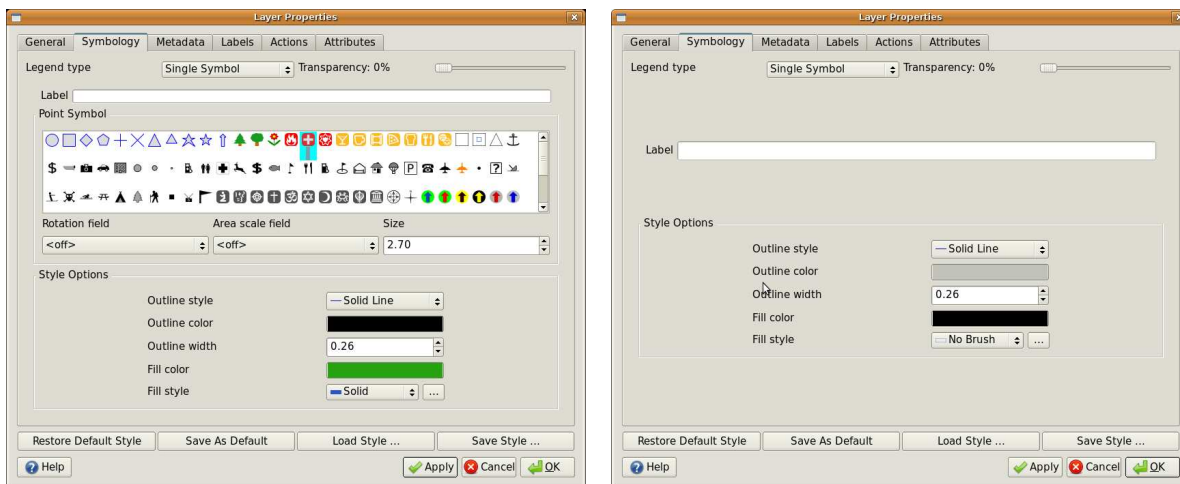 Layer Properties
General Symbology Metadata Labels Actions Attributes
Legend type Single Symbol Transparency: 0%
Label
Point Symbol
Rotation field Area scale field Size
<off> <off> 2.70
Style Options
Outline style Solid Line
Outline color
Outline width 0.26
Fill color
Fill style Solid ...
Restore Default Style Save As Default Load Style ... Save Style ...
Help Apply Cancel OK
Layer Properties
General Symbology Metadata Labels Actions Attributes
Legend type Single Symbol Transparency: 0%
Label
Style Options
Outline style Solid Line
Outline color
Outline width 0.26
Fill color
Fill style No Brush ...
Restore Default Style Save As Default Load Style ... Save Style ...
Help Apply Cancel OK